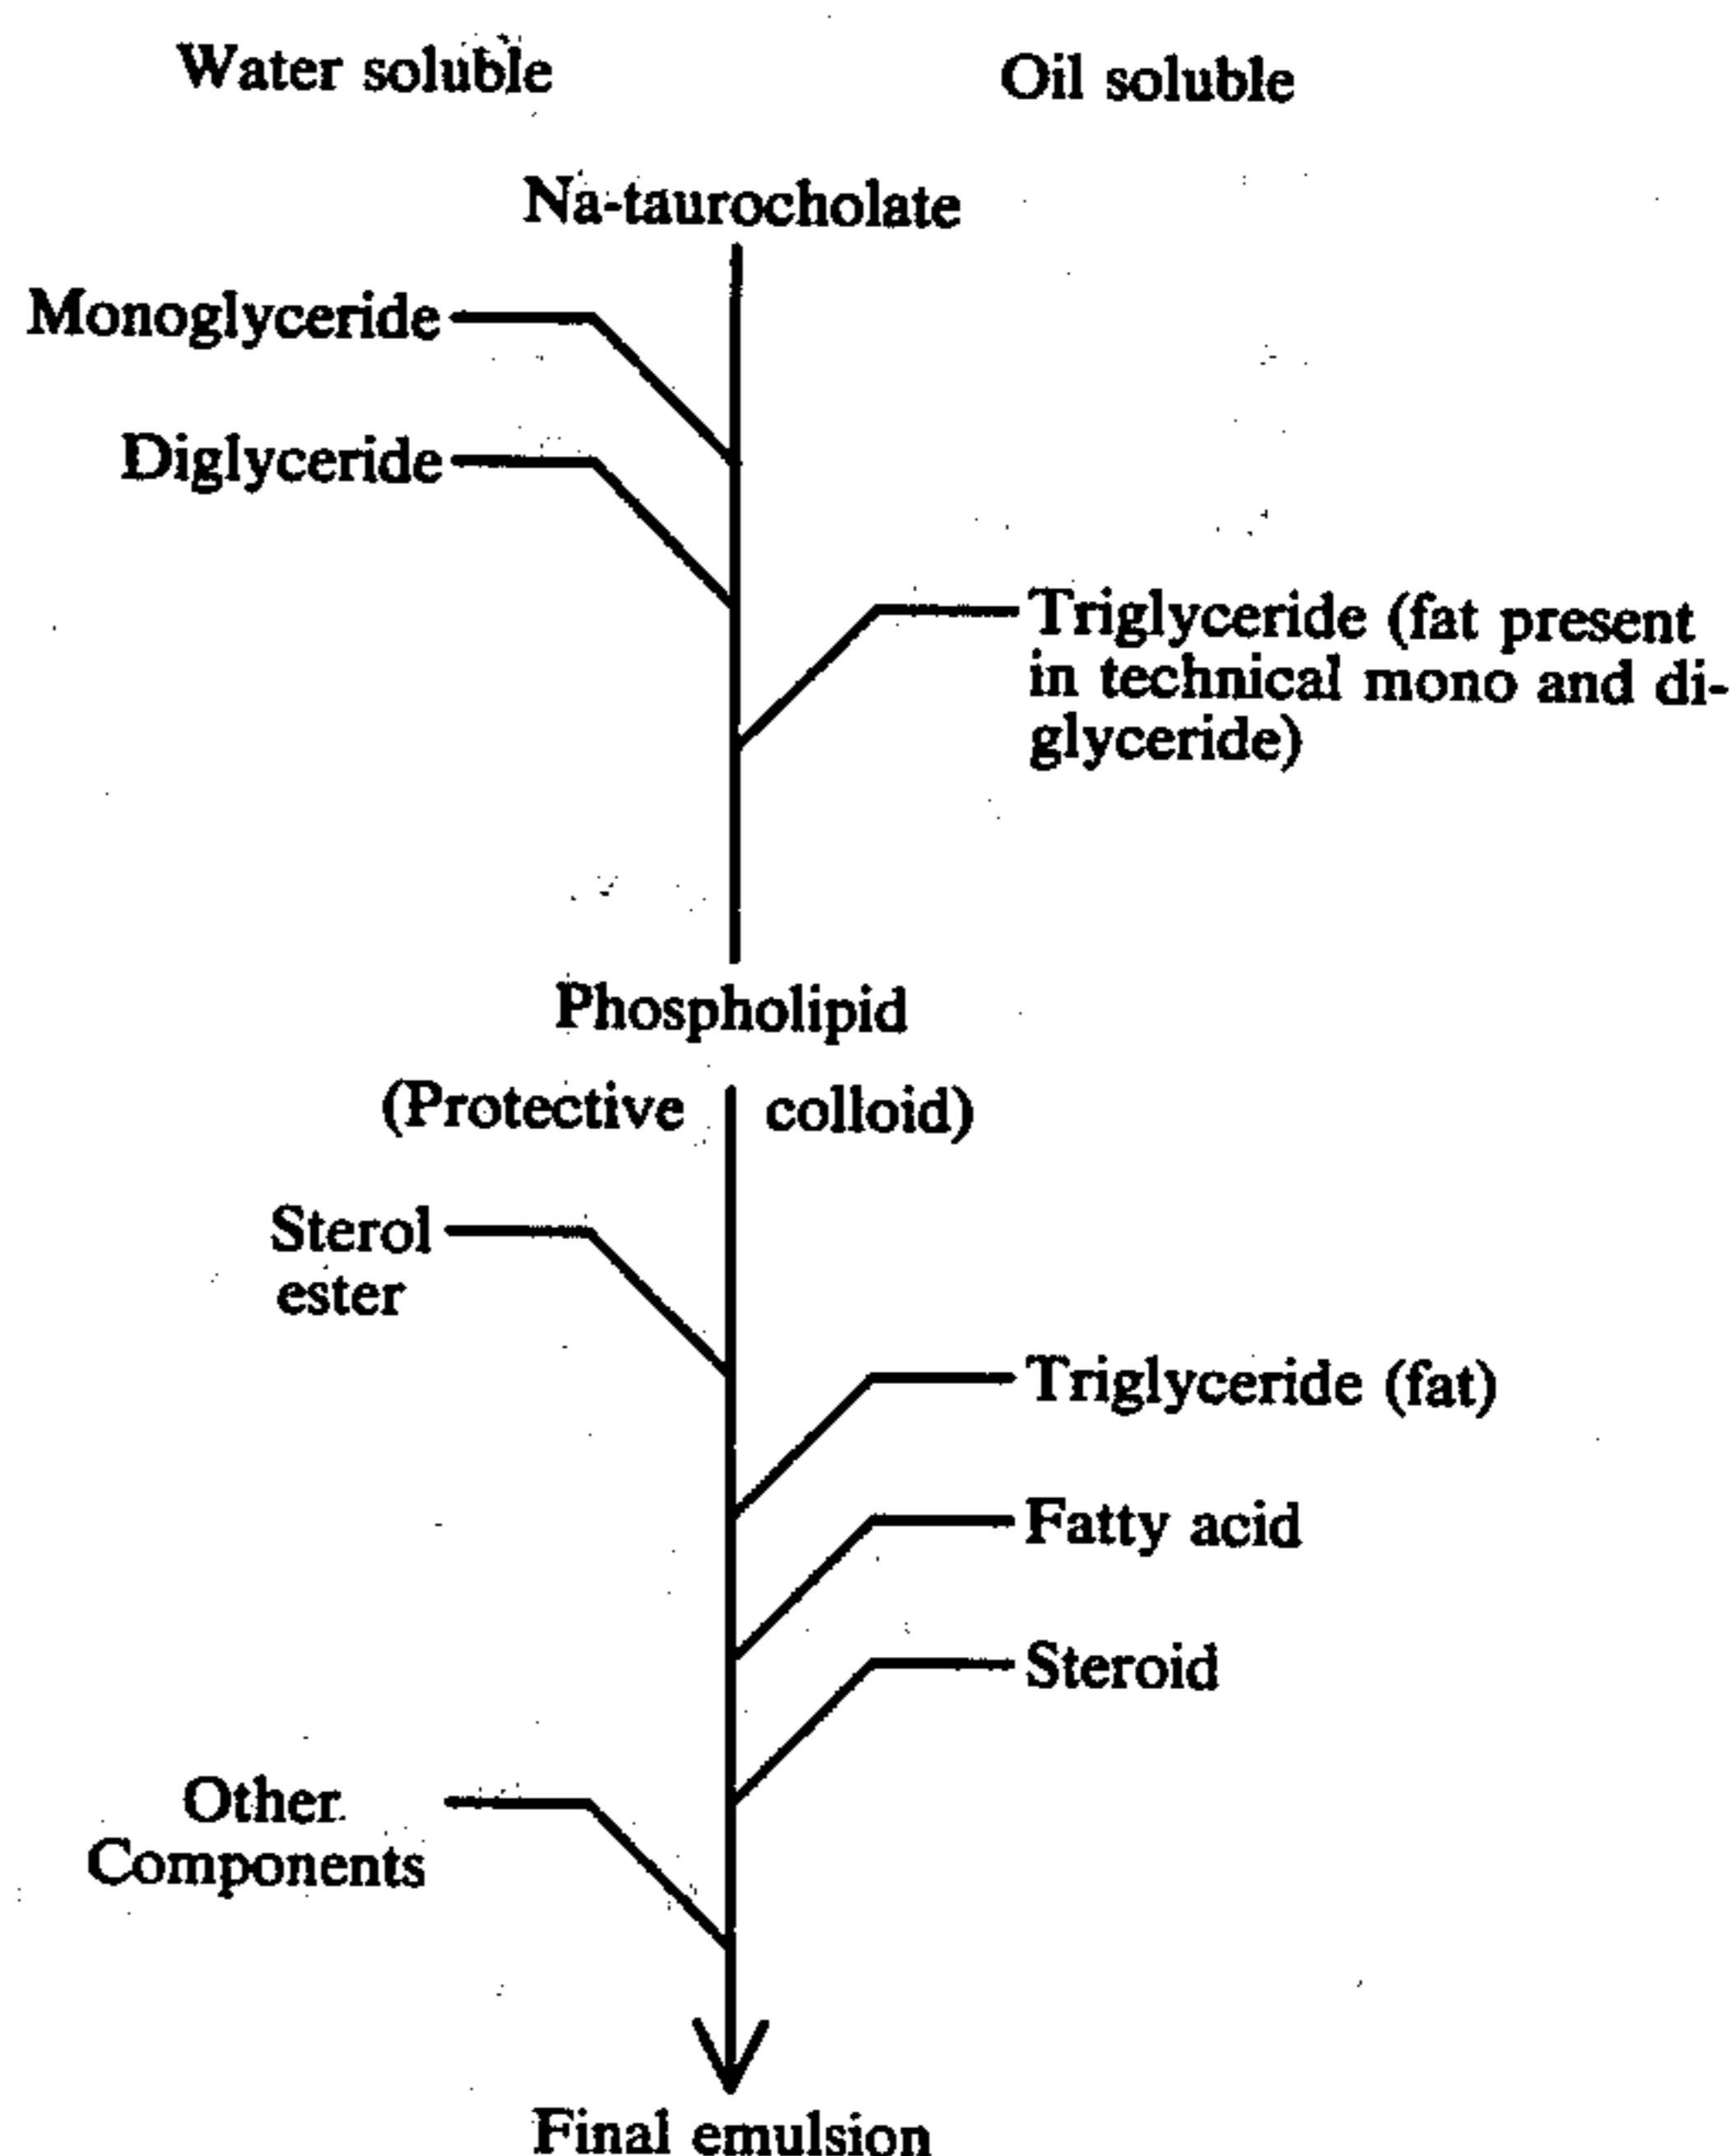 Water soluble
Oil soluble
Na-taurocholate
Monoglyceride
Diglyceride
Triglyceride (fat present
in technical mono and di-
glyceride)
Phospholipid
(Protective colloid)
Sterol
ester
Triglyceride (fat)
Fatty acid
Steroid
Other
Components
Final emulsion